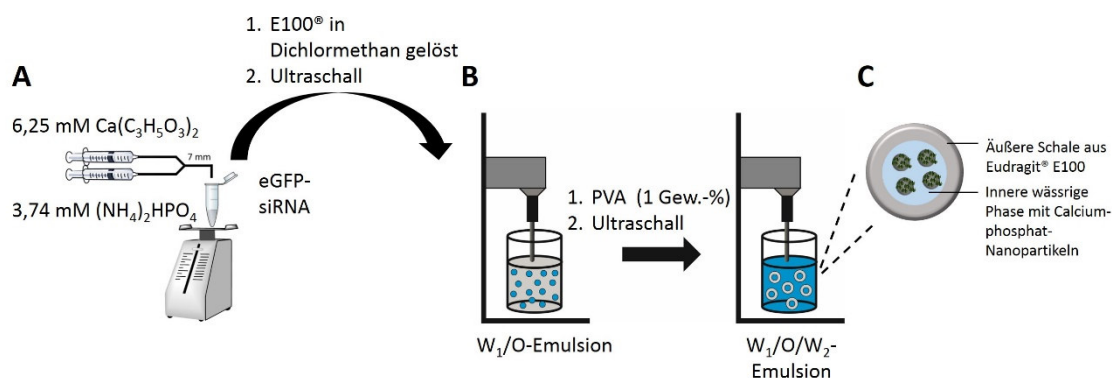 1. E100® in
Dichlormethan gelöst
2. Ultraschall
A
6,25 mM Ca(C₃H₅O₃)₂
7 mm
3,74 mM (NH₄)₂HPO₄
eGFP-
siRNA
B
1. PVA (1 Gew.-%)
2. Ultraschall
W₁/O-Emulsion
W₁/O/W₂-
Emulsion
C
Äußere Schale aus
Eudragit® E100
Innere wässrige
Phase mit Calcium-
phosphat-
Nanopartikeln